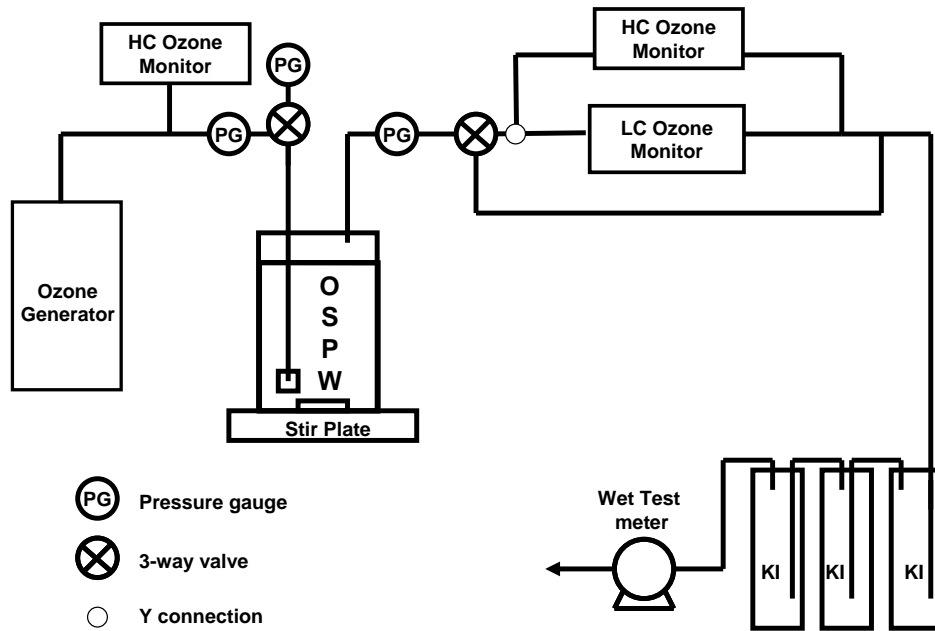 HC Ozone
Monitor
PG
HC Ozone
Monitor
PG
PG
LC Ozone
Monitor
Ozone
Generator
O
S
P
W
Stir Plate
PG
Pressure gauge
3-way valve
Y connection
Wet Test
meter
KI
KI
KI